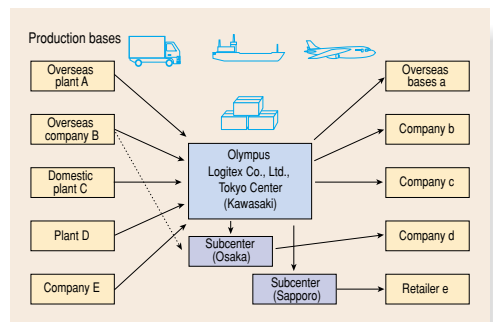 Production bases
Overseas
plant A
Overseas
company B
Domestic
plant C
Plant D
Company E
Olympus
Logitex Co., Ltd.,
Tokyo Center
(Kawasaki)
Subcenter
(Osaka)
Subcenter
(Sapporo)
Overseas
bases a
Company b
Company c
Company d
Retailer e